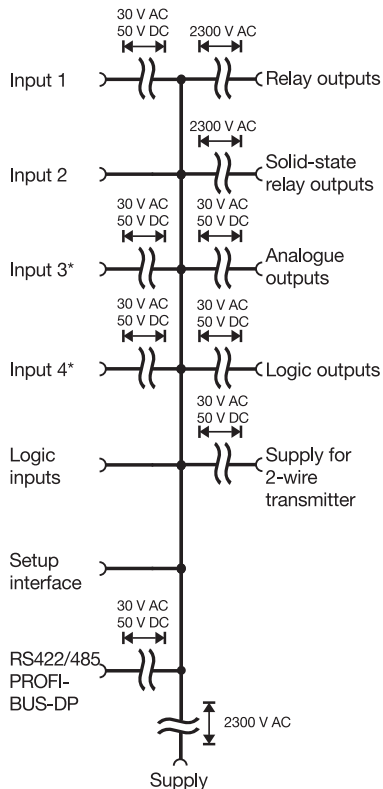 30 V AC
50 V DC
2300 V AC
Input 1
Relay outputs
2300 V AC
Input 2
Solid-state
relay outputs
30 V AC
50 V DC
30 V AC
50 V DC
Input 3*
Analogue
outputs
30 V AC
50 V DC
30 V AC
50 V DC
Input 4*
Logic outputs
30 V AC
50 V DC
Logic
inputs
Supply for
2-wire
transmitter
Setup
interface
30 V AC
50 V DC
RS422/485
PROFI-
BUS-DP
2300 V AC
Supply